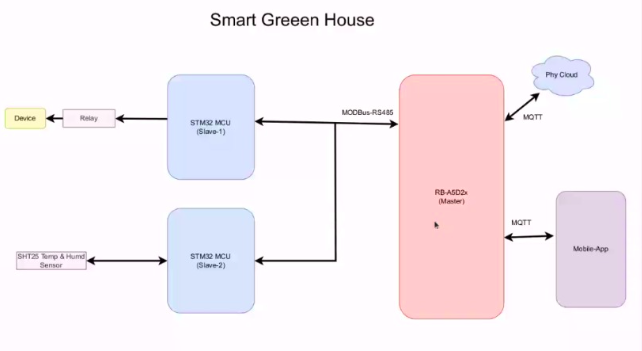 Smart Greeen House
Phy Cloud
MODBus-RS485
MQTT
Device
Relay
STM32 MCU
(Slave-1)
RB-A5D2x
(Master)
MQTT
Mobile-App
SHT25 Temp & Humd
Sensor
STM32 MCU
(Slave-2)